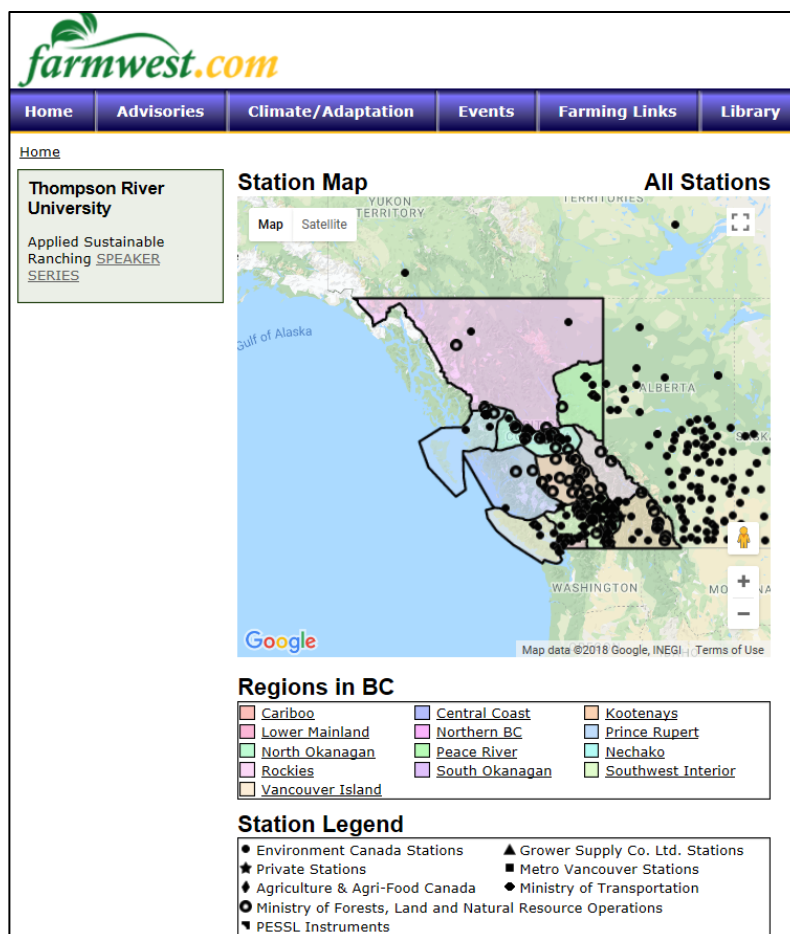 farmwest.com
Home Advisories Climate/Adaptation Events Farming Links Library
Home
Thompson River
University
Applied Sustainable
Ranching SPEAKER
SERIES
Station Map All Stations
YUKON
TERRITORY
TERRITORIES
Map Satellite
Gulf of Alaska
ALBERTA
WASHINGTON
Google
Map data ©2018 Google, INEGI Terms of Use
Regions in BC
Cariboo Central Coast Kootenays
Lower Mainland Northern BC Prince Rupert
North Okanagan Peace River Nechako
Rockies South Okanagan Southwest Interior
Vancouver Island
Station Legend
Environment Canada Stations Grower Supply Co. Ltd. Stations
Private Stations Metro Vancouver Stations
Agriculture & Agri-Food Canada Ministry of Transportation
Ministry of Forests, Land and Natural Resource Operations
PESSL Instruments